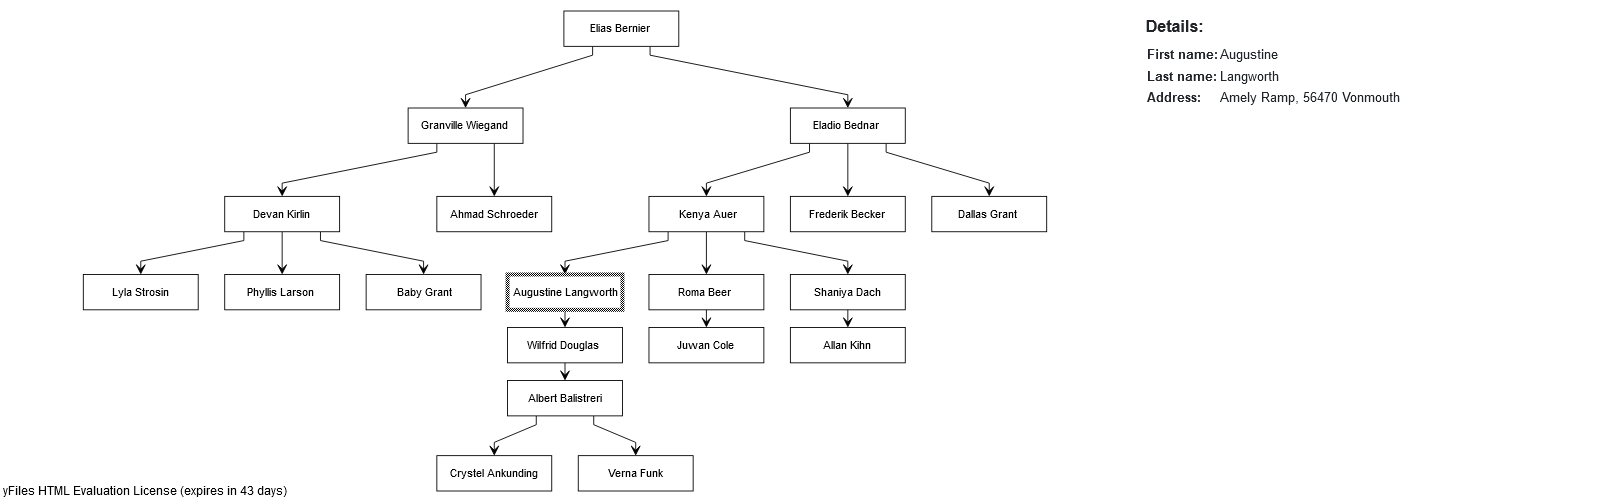 Elias Bernier
Granville Wiegand
Eladio Bednar
Devan Kirlin
Ahmad Schroeder
Kenya Auer
Frederik Becker
Dallas Grant
Lyla Strosin
Phyllis Larson
Baby Grant
Augustine Langworth
Roma Beer
Shaniya Dach
Wilfrid Douglas
Juwan Cole
Allan Kihn
Albert Balistreri
Crystel Ankunding
Verna Funk
yFiles HTML Evaluation License (expires in 43 days)
Details:
First name: Augustine
Last name: Langworth
Address: Amely Ramp, 56470 Vonmouth